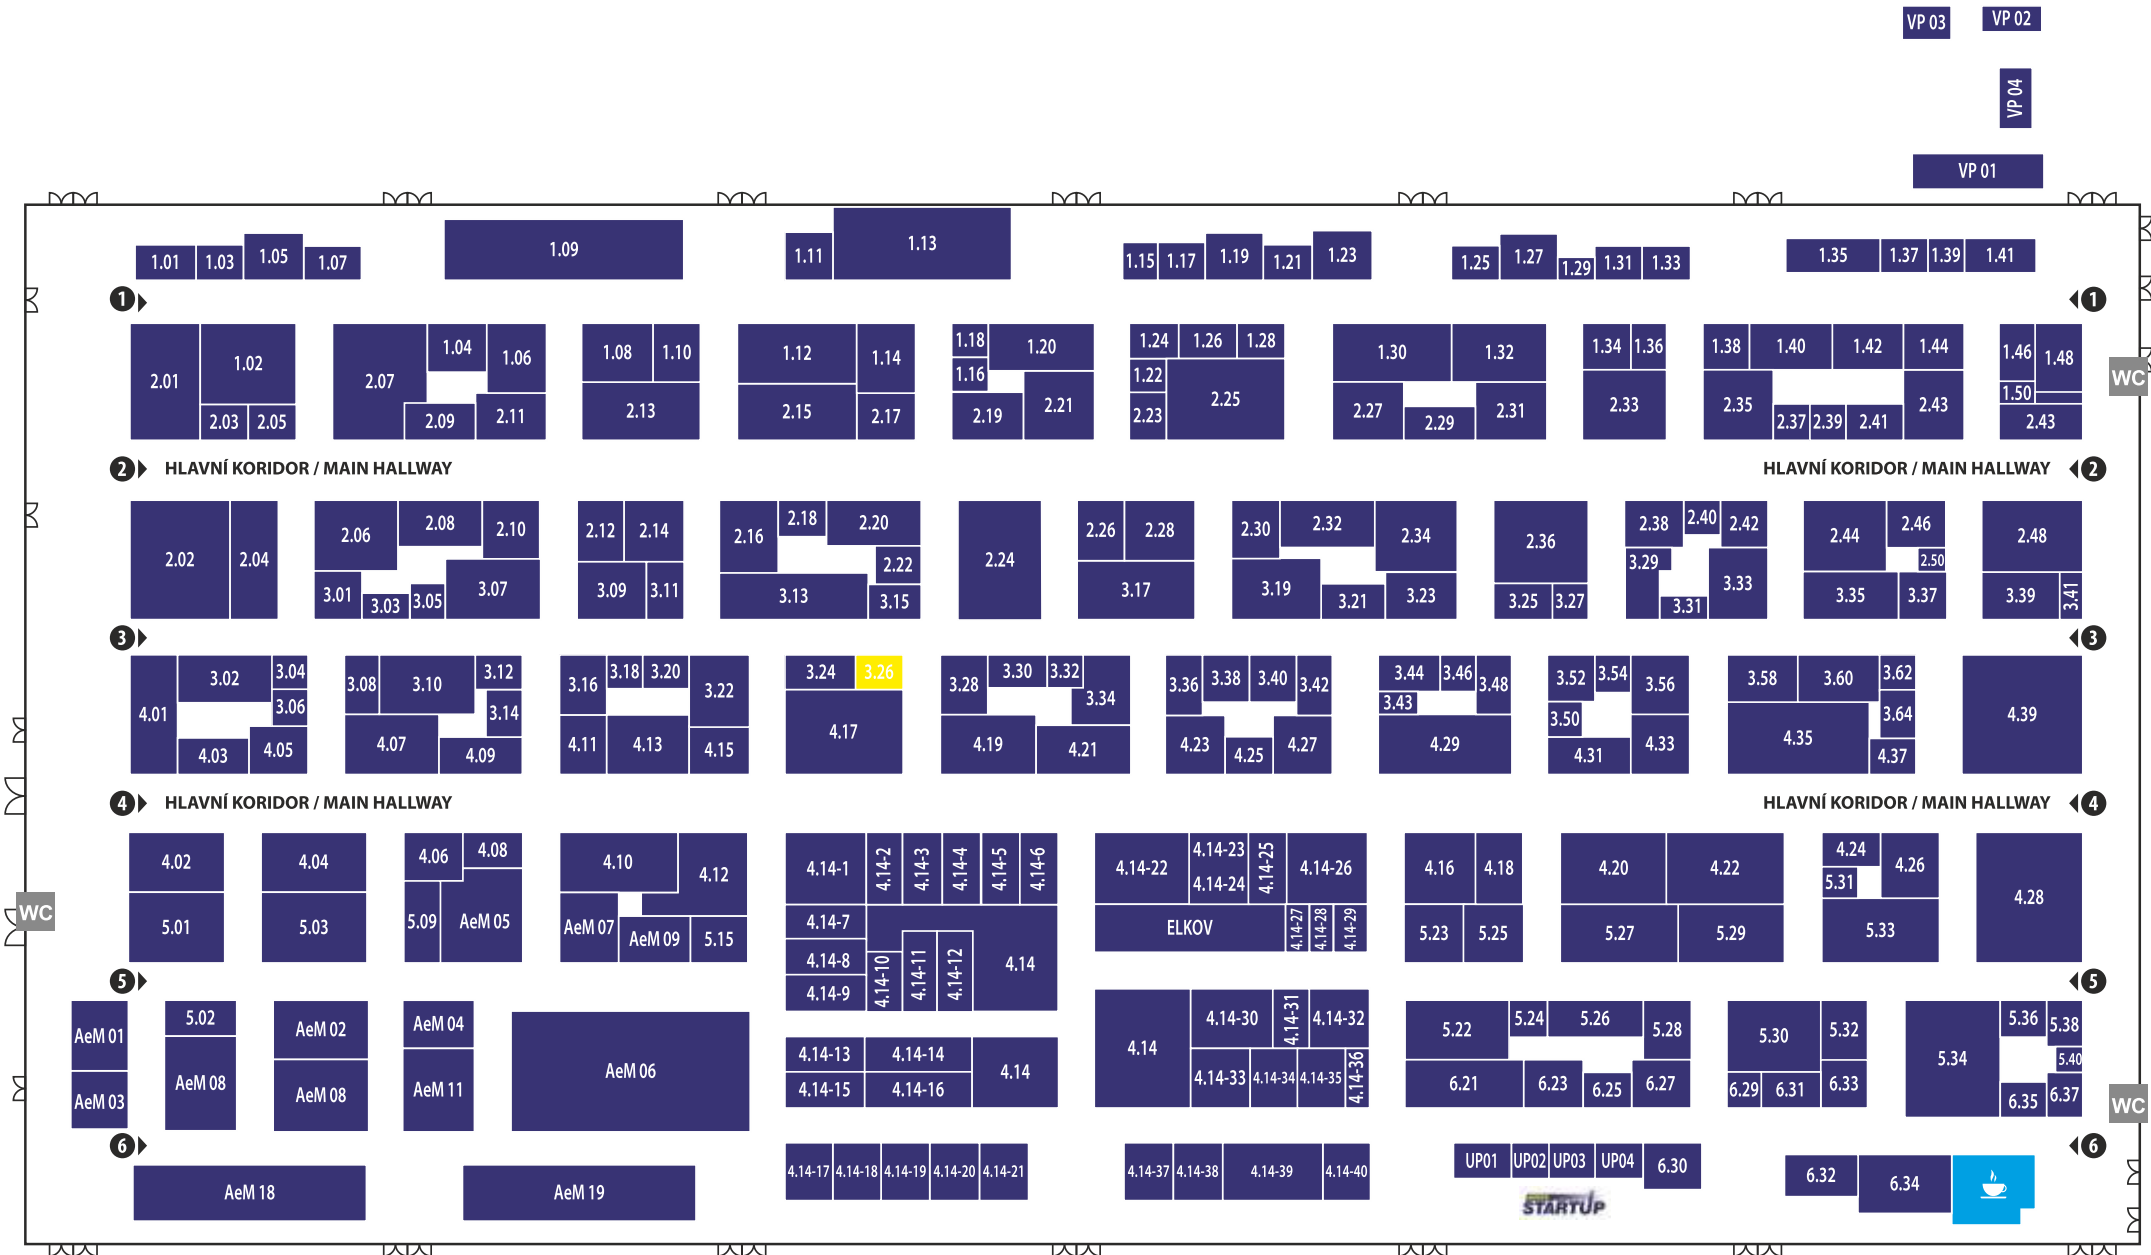 VP 03 VP 02
VP 04
VP 01
1.01 1.03 1.05 1.07 1.09 1.11 1.13 1.15 1.17 1.19 1.21 1.23 1.25 1.27 1.29 1.31 1.33 1.35 1.37 1.39 1.41
1 1
2.01 1.02 2.03 2.05
2.07 1.04 1.06 2.09 2.11
1.08 1.10 2.13
1.12 1.14 2.15 2.17
1.18 1.20 1.16 2.19 2.21
1.24 1.26 1.28 1.22 2.23 2.25
1.30 1.32 2.27 2.29 2.31
1.34 1.36 2.33
1.38 1.40 1.42 1.44 2.35 2.37 2.39 2.41 2.43
1.46 1.48 1.50 2.43
WC
2 HLAVNÍ KORIDOR / MAIN HALLWAY HLAVNÍ KORIDOR / MAIN HALLWAY 2
2.02 2.04
2.06 2.08 2.10 3.01 3.03 3.05 3.07
2.12 2.14 3.09 3.11
2.16 2.18 2.20 2.22 3.13 3.15
2.24
2.26 2.28 3.17
2.30 2.32 2.34 3.19 3.21 3.23
2.36 3.25 3.27
2.38 2.40 2.42 3.29 3.31 3.33
2.44 2.46 2.50 3.35 3.37
2.48 3.39 3.41
3 3
4.01 3.02 3.04 3.06 4.03 4.05
3.08 3.10 3.12 3.14 4.07 4.09
3.16 3.18 3.20 3.22 4.11 4.13 4.15
3.24 3.26 4.17
3.28 3.30 3.32 3.34 4.19 4.21
3.36 3.38 3.40 3.42 4.23 4.25 4.27
3.44 3.46 3.48 3.43 4.29
3.52 3.54 3.56 3.50 4.31 4.33
3.58 3.60 3.62 3.64 4.35 4.37
4.39
4 HLAVNÍ KORIDOR / MAIN HALLWAY HLAVNÍ KORIDOR / MAIN HALLWAY 4
4.02 5.01
4.04 5.03
4.06 4.08 5.09 AeM 05
4.10 4.12 AeM 07 AeM 09 5.15
4.14-1 4.14-2 4.14-3 4.14-4 4.14-5 4.14-6
4.14-7
4.14-8
4.14-9 4.14-10 4.14-11 4.14-12 4.14
4.14-22 4.14-23 4.14-24 4.14-25 4.14-26
ELKOV 4.14-27 4.14-28 4.14-29
4.16 4.18 5.23 5.25
4.20 4.22 5.27 5.29
4.24 4.26 5.31 5.33
4.28
WC
5 5
AeM 01 AeM 03
5.02 AeM 08
AeM 02 AeM 08
AeM 04 AeM 11
AeM 06
4.14-13 4.14-14 4.14
4.14-15 4.14-16
4.14 4.14-30 4.14-31 4.14-32
4.14-33 4.14-34 4.14-35 4.14-36
5.22 5.24 5.26 5.28 6.21 6.23 6.25 6.27
5.30 5.32 6.29 6.31 6.33
5.34 5.36 5.38 5.40 6.35 6.37
WC
6 6
AeM 18 AeM 19
4.14-17 4.14-18 4.14-19 4.14-20 4.14-21
4.14-37 4.14-38 4.14-39 4.14-40
UP01 UP02 UP03 UP04 6.30
STARTUP
6.32 6.34